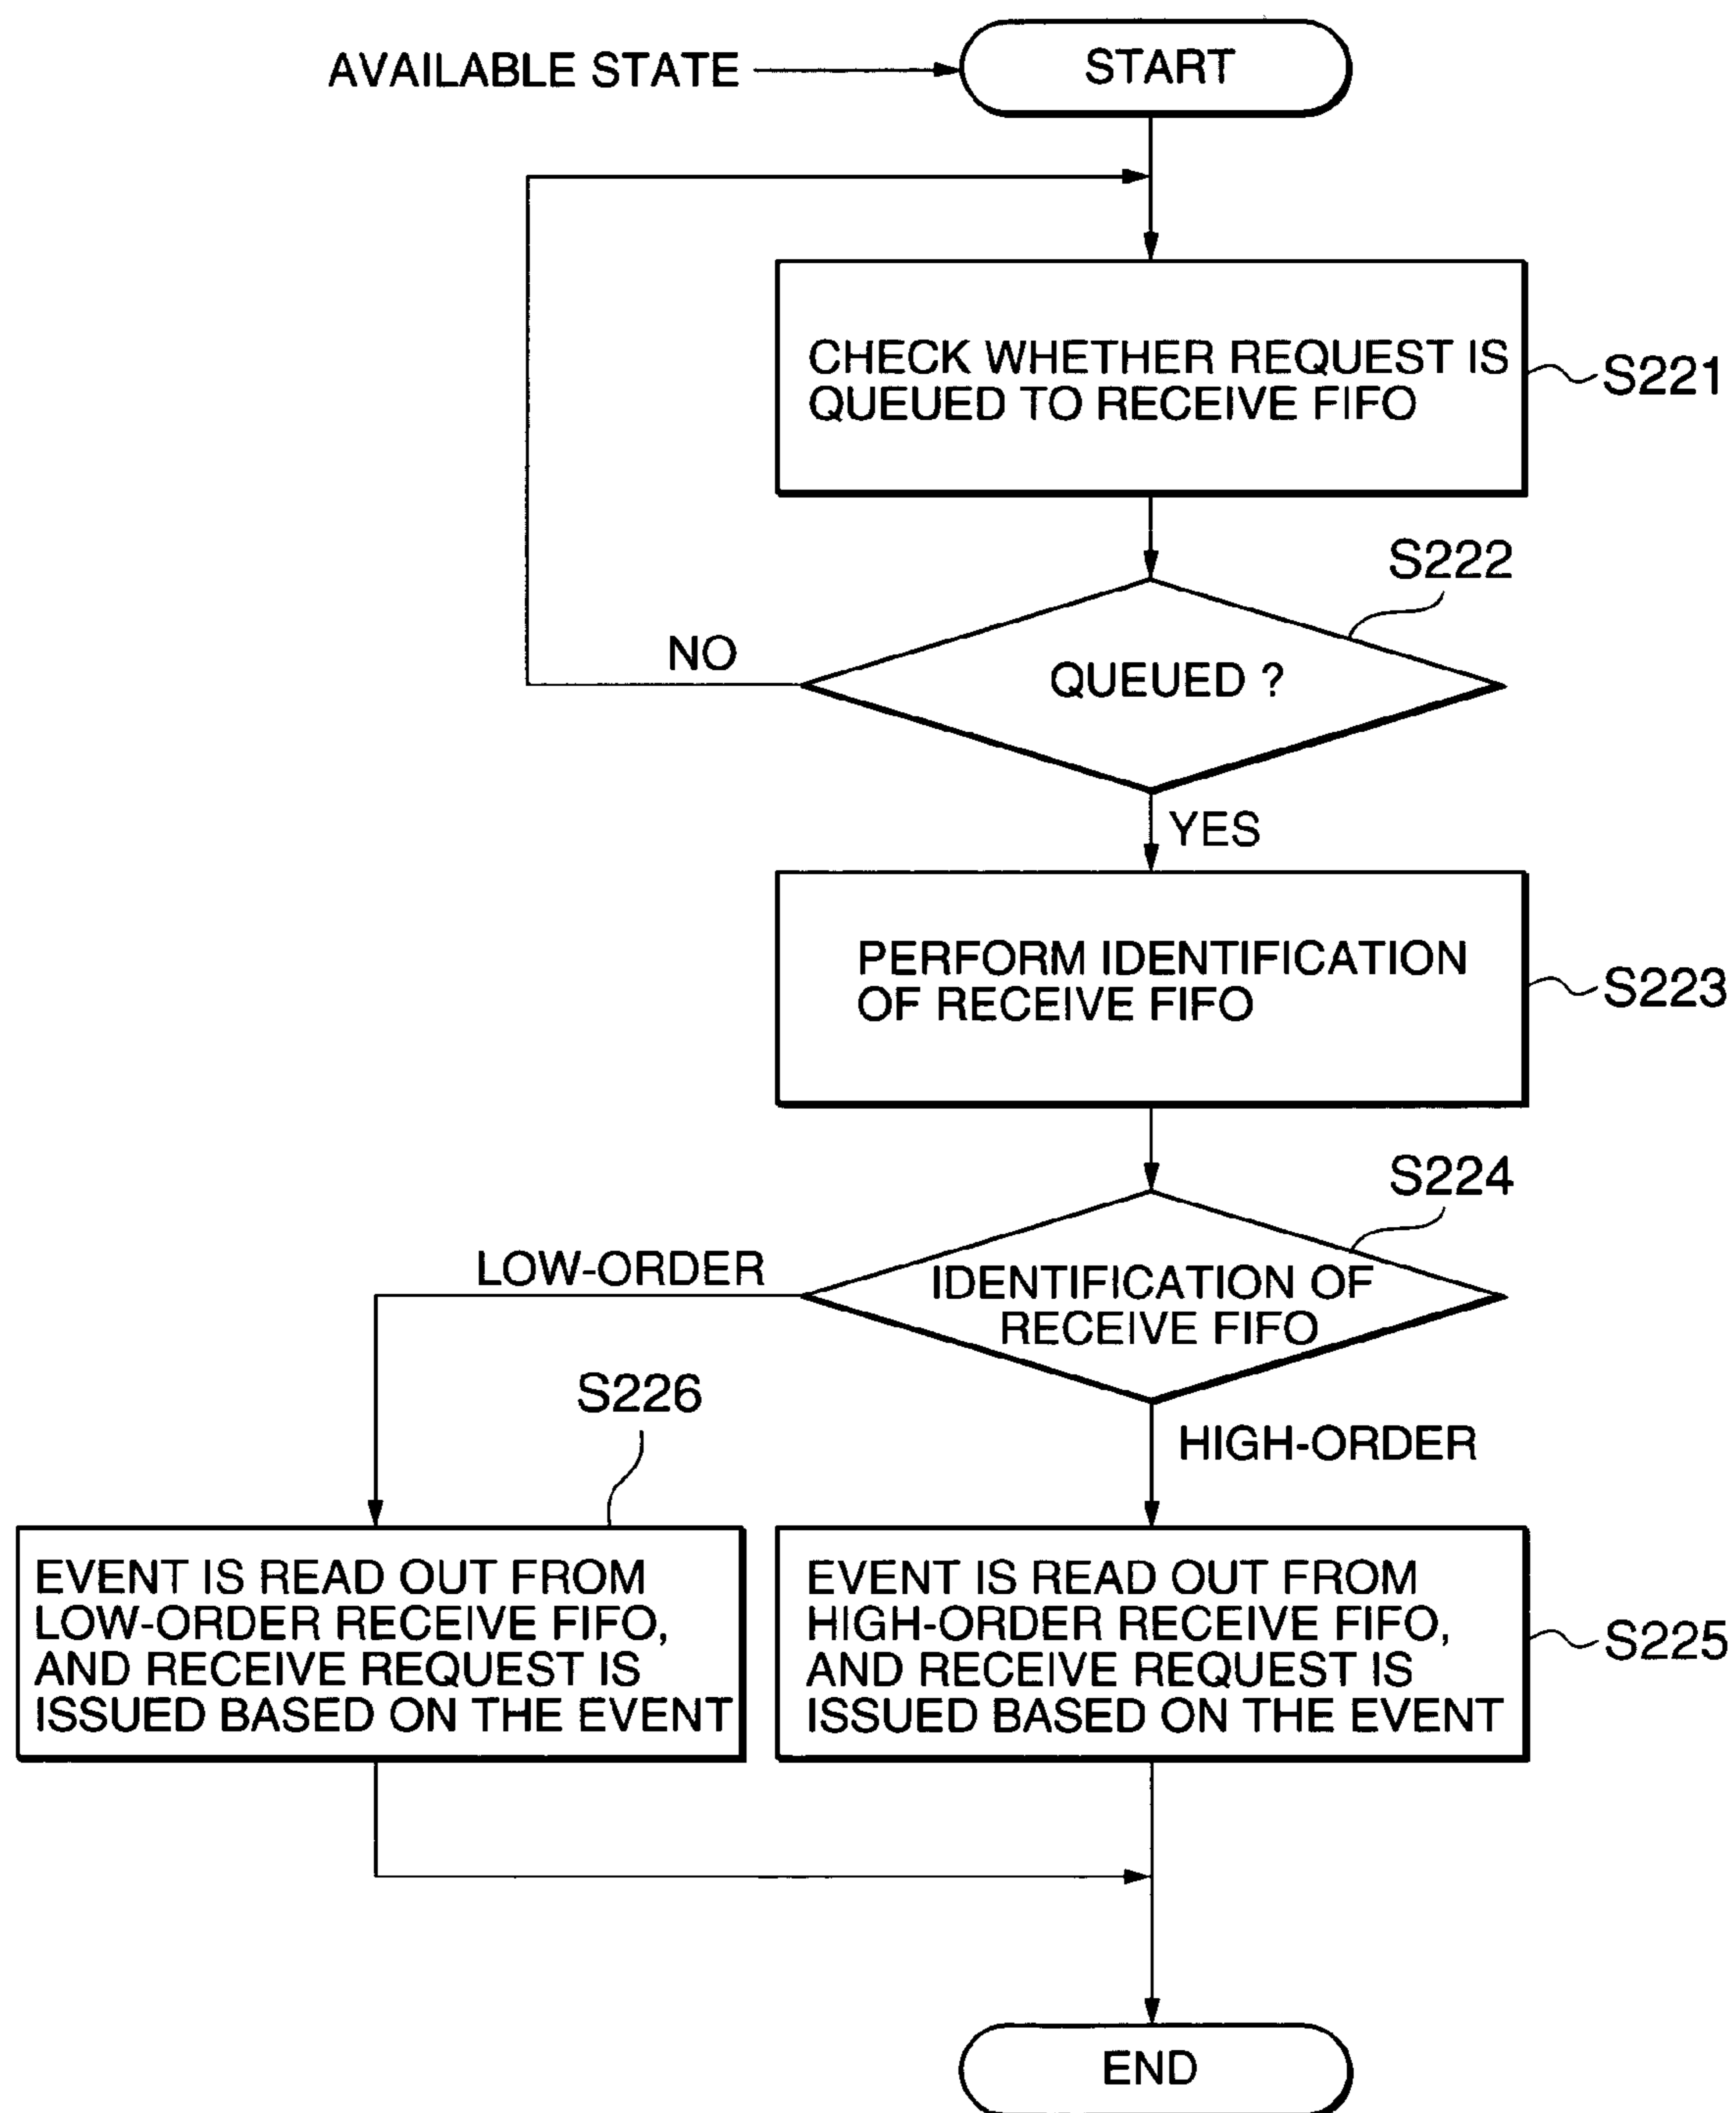 AVAILABLE STATE
START
CHECK WHETHER REQUEST IS
QUEUED TO RECEIVE FIFO
S221
S222
NO
QUEUED ?
YES
PERFORM IDENTIFICATION
OF RECEIVE FIFO
S223
S224
LOW-ORDER
IDENTIFICATION OF
RECEIVE FIFO
S226
HIGH-ORDER
EVENT IS READ OUT FROM
LOW-ORDER RECEIVE FIFO,
AND RECEIVE REQUEST IS
ISSUED BASED ON THE EVENT
EVENT IS READ OUT FROM
HIGH-ORDER RECEIVE FIFO,
AND RECEIVE REQUEST IS
ISSUED BASED ON THE EVENT
S225
END